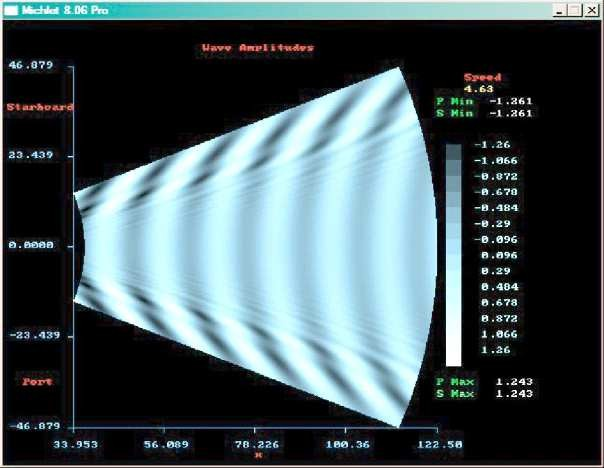 Michlet 8.06 Pro
Wave Amplitudes
46.879
Speed
4.63
P Min -1.261
S Min -1.261
Starboard
-1.26
-1.066
23.439
-0.872
-0.678
-0.484
-0.29
0.0000
-0.096
0.096
0.29
0.484
0.678
-23.439
0.872
1.066
1.26
Port
P Max 1.243
S Max 1.243
-46.879
33.953 56.089 78.226 100.36 122.50
x